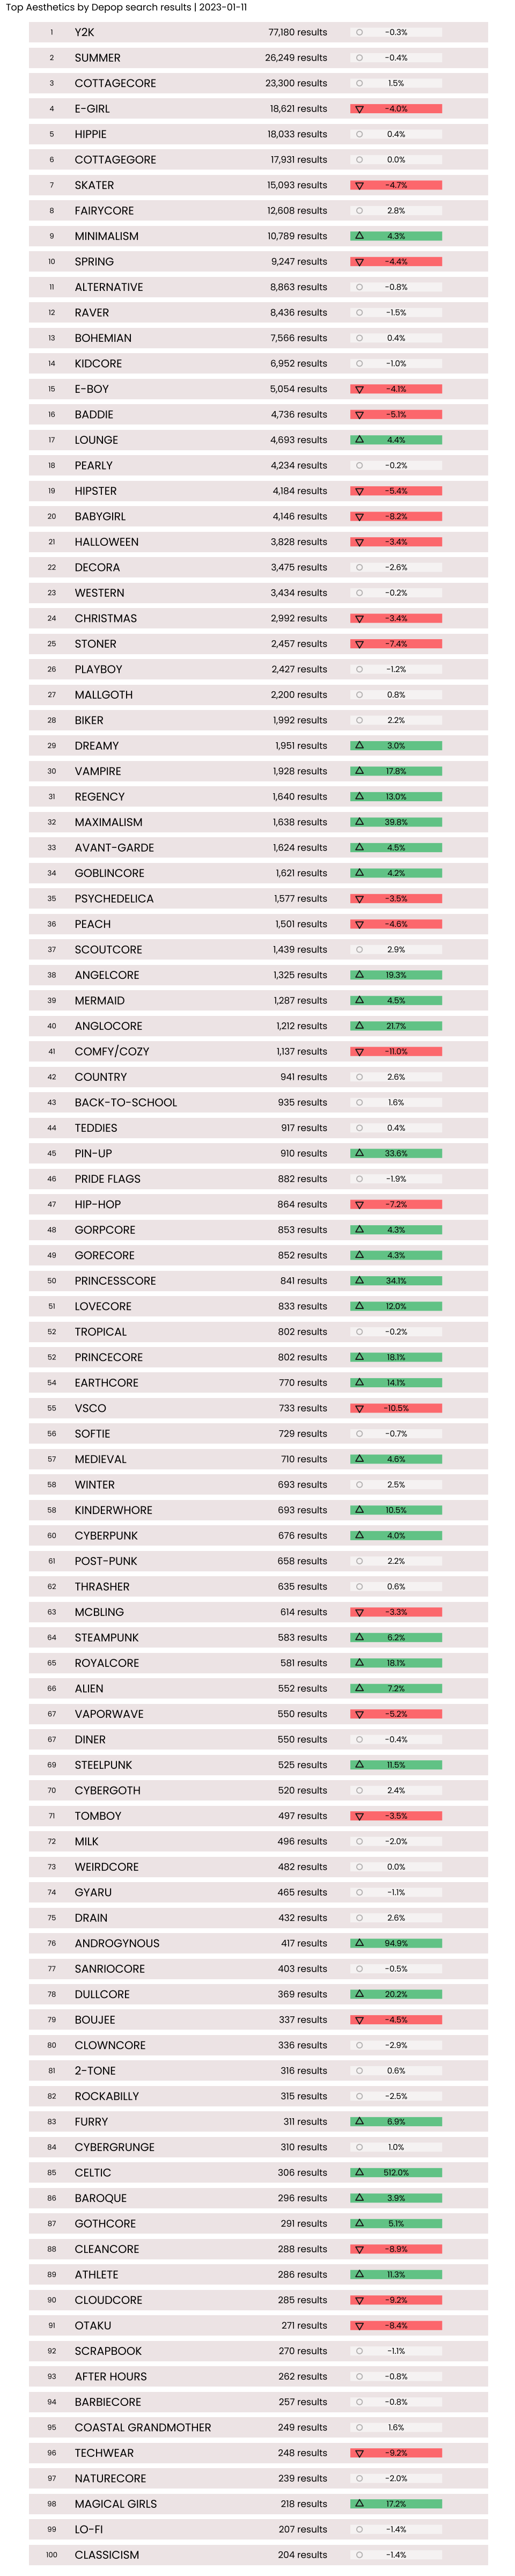 Top Aesthetics by Depop search results | 2023-01-11
1 Y2K 77,180 results -0.3%
2 SUMMER 26,249 results -0.4%
3 COTTAGECORE 23,300 results 1.5%
4 E-GIRL 18,621 results -4.0%
5 HIPPIE 18,033 results 0.4%
6 COTTAGEGORE 17,931 results 0.0%
7 SKATER 15,093 results -4.7%
8 FAIRYCORE 12,608 results 2.8%
9 MINIMALISM 10,789 results 4.3%
10 SPRING 9,247 results -4.4%
11 ALTERNATIVE 8,863 results -0.8%
12 RAVER 8,436 results -1.5%
13 BOHEMIAN 7,566 results 0.4%
14 KIDCORE 6,952 results -1.0%
15 E-BOY 5,054 results -4.1%
16 BADDIE 4,736 results -5.1%
17 LOUNGE 4,693 results 4.4%
18 PEARLY 4,234 results -0.2%
19 HIPSTER 4,184 results -5.4%
20 BABYGIRL 4,146 results -8.2%
21 HALLOWEEN 3,828 results -3.4%
22 DECORA 3,475 results -2.6%
23 WESTERN 3,434 results -0.2%
24 CHRISTMAS 2,992 results -3.4%
25 STONER 2,457 results -7.4%
26 PLAYBOY 2,427 results -1.2%
27 MALLGOTH 2,200 results 0.8%
28 BIKER 1,992 results 2.2%
29 DREAMY 1,951 results 3.0%
30 VAMPIRE 1,928 results 17.8%
31 REGENCY 1,640 results 13.0%
32 MAXIMALISM 1,638 results 39.8%
33 AVANT-GARDE 1,624 results 4.5%
34 GOBLINCORE 1,621 results 4.2%
35 PSYCHEDELICA 1,577 results -3.5%
36 PEACH 1,501 results -4.6%
37 SCOUTCORE 1,439 results 2.9%
38 ANGELCORE 1,325 results 19.3%
39 MERMAID 1,287 results 4.5%
40 ANGLOCORE 1,212 results 21.7%
41 COMFY/COZY 1,137 results -11.0%
42 COUNTRY 941 results 2.6%
43 BACK-TO-SCHOOL 935 results 1.6%
44 TEDDIES 917 results 0.4%
45 PIN-UP 910 results 33.6%
46 PRIDE FLAGS 882 results -1.9%
47 HIP-HOP 864 results -7.2%
48 GORPCORE 853 results 4.3%
49 GORECORE 852 results 4.3%
50 PRINCESSCORE 841 results 34.1%
51 LOVECORE 833 results 12.0%
52 TROPICAL 802 results -0.2%
52 PRINCECORE 802 results 18.1%
54 EARTHCORE 770 results 14.1%
55 VSCO 733 results -10.5%
56 SOFTIE 729 results -0.7%
57 MEDIEVAL 710 results 4.6%
58 WINTER 693 results 2.5%
58 KINDERWHORE 693 results 10.5%
60 CYBERPUNK 676 results 4.0%
61 POST-PUNK 658 results 2.2%
62 THRASHER 635 results 0.6%
63 MCBLING 614 results -3.3%
64 STEAMPUNK 583 results 6.2%
65 ROYALCORE 581 results 18.1%
66 ALIEN 552 results 7.2%
67 VAPORWAVE 550 results -5.2%
67 DINER 550 results -0.4%
69 STEELPUNK 525 results 11.5%
70 CYBERGOTH 520 results 2.4%
71 TOMBOY 497 results -3.5%
72 MILK 496 results -2.0%
73 WEIRDCORE 482 results 0.0%
74 GYARU 465 results -1.1%
75 DRAIN 432 results 2.6%
76 ANDROGYNOUS 417 results 94.9%
77 SANRIOCORE 403 results -0.5%
78 DULLCORE 369 results 20.2%
79 BOUJEE 337 results -4.5%
80 CLOWNCORE 336 results -2.9%
81 2-TONE 316 results 0.6%
82 ROCKABILLY 315 results -2.5%
83 FURRY 311 results 6.9%
84 CYBERGRUNGE 310 results 1.0%
85 CELTIC 306 results 512.0%
86 BAROQUE 296 results 3.9%
87 GOTHCORE 291 results 5.1%
88 CLEANCORE 288 results -8.9%
89 ATHLETE 286 results 11.3%
90 CLOUDCORE 285 results -9.2%
91 OTAKU 271 results -8.4%
92 SCRAPBOOK 270 results -1.1%
93 AFTER HOURS 262 results -0.8%
94 BARBIECORE 257 results -0.8%
95 COASTAL GRANDMOTHER 249 results 1.6%
96 TECHWEAR 248 results -9.2%
97 NATURECORE 239 results -2.0%
98 MAGICAL GIRLS 218 results 17.2%
99 LO-FI 207 results -1.4%
100 CLASSICISM 204 results -1.4%